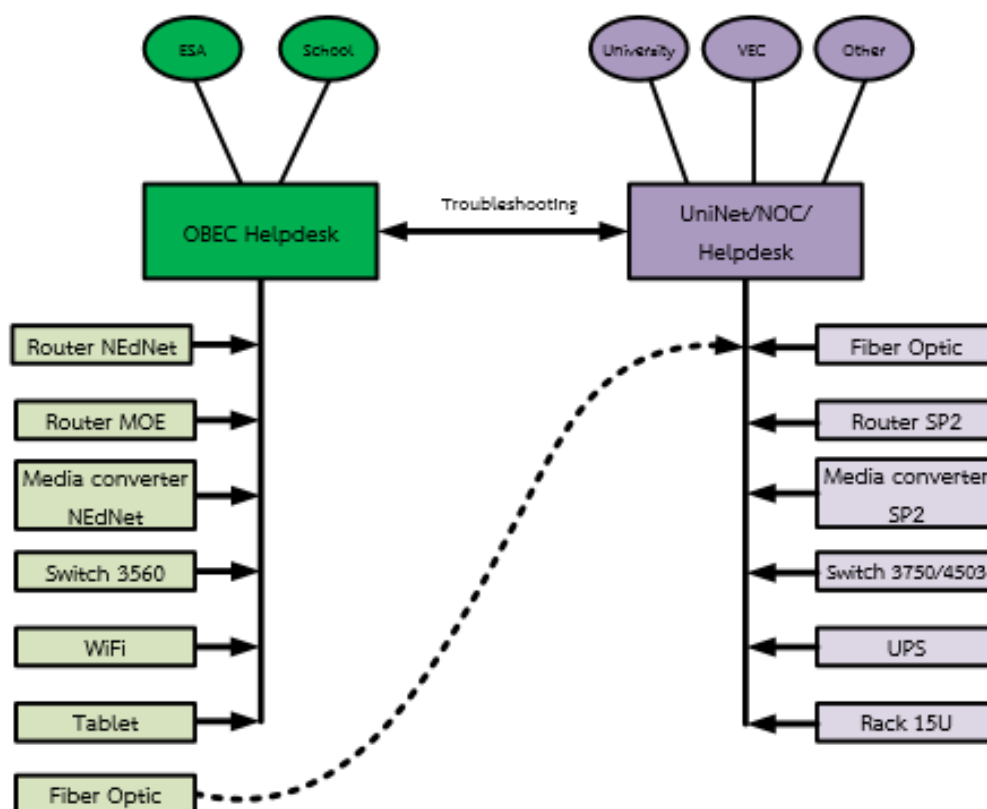 ESA
School
University
VEC
Other
OBEC Helpdesk
Troubleshooting
UniNet/NOC/
Helpdesk
Router NEdNet
Router MOE
Media converter
NEdNet
Switch 3560
WiFi
Tablet
Fiber Optic
Fiber Optic
Router SP2
Media converter
SP2
Switch 3750/4503
UPS
Rack 15U